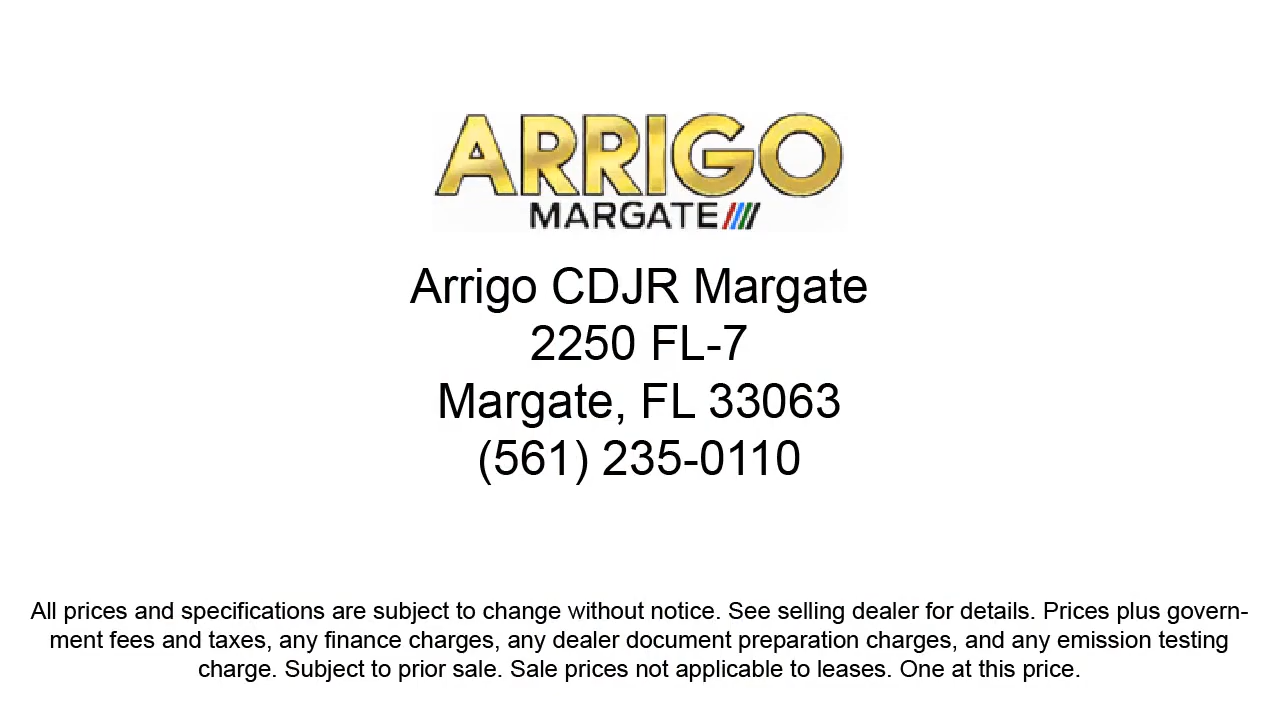 ARRIGO
MARGATE
Arrigo CDJR Margate
2250 FL-7
Margate, FL 33063
(561) 235-0110
All prices and specifications are subject to change without notice. See selling dealer for details. Prices plus govern-
ment fees and taxes, any finance charges, any dealer document preparation charges, and any emission testing
charge. Subject to prior sale. Sale prices not applicable to leases. One at this price.